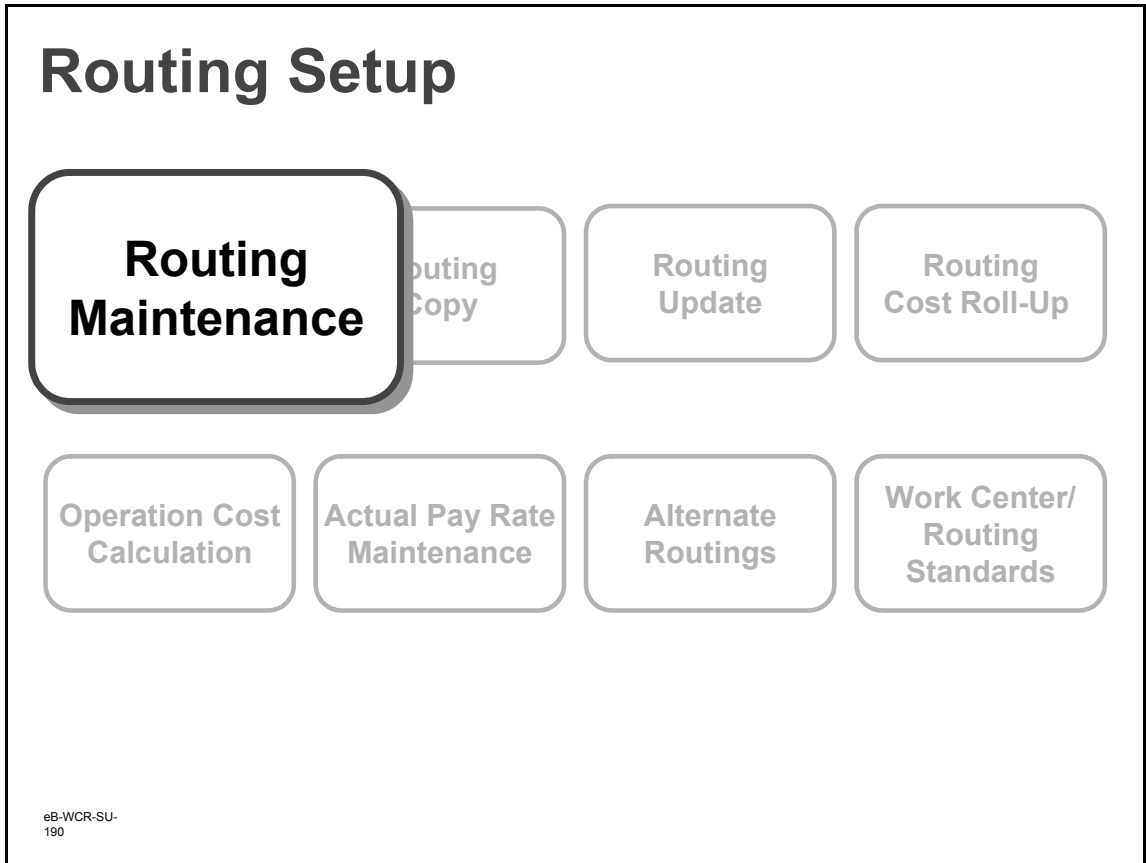 Routing Setup
Routing
Maintenance
outing
Copy
Routing
Update
Routing
Cost Roll-Up
Operation Cost
Calculation
Actual Pay Rate
Maintenance
Alternate
Routings
Work Center/
Routing
Standards
eB-WCR-SU-
190